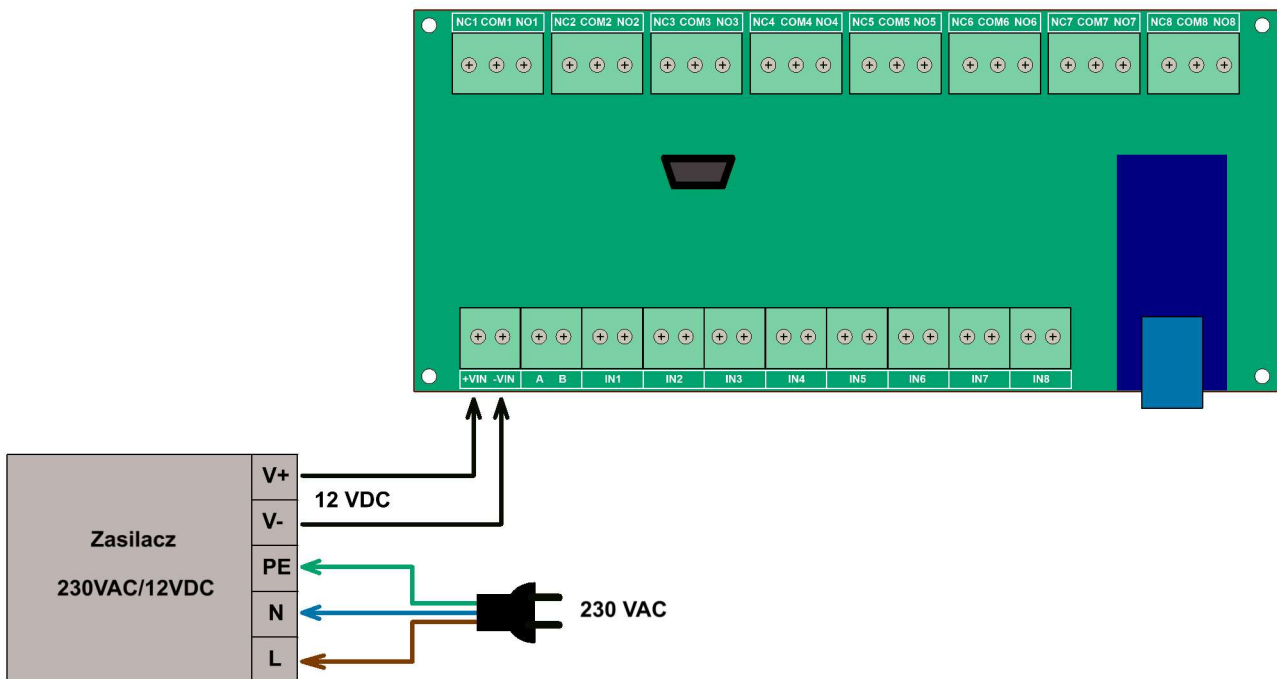 NC1 COM1 NO1 NC2 COM2 NO2 NC3 COM3 NO3 NC4 COM4 NO4 NC5 COM5 NO5 NC6 COM6 NO6 NC7 COM7 NO7 NC8 COM8 NO8
+VIN -VIN A B IN1 IN2 IN3 IN4 IN5 IN6 IN7 IN8
V+
12 VDC
V-
Zasilacz
230VAC/12VDC
PE
N
230 VAC
L